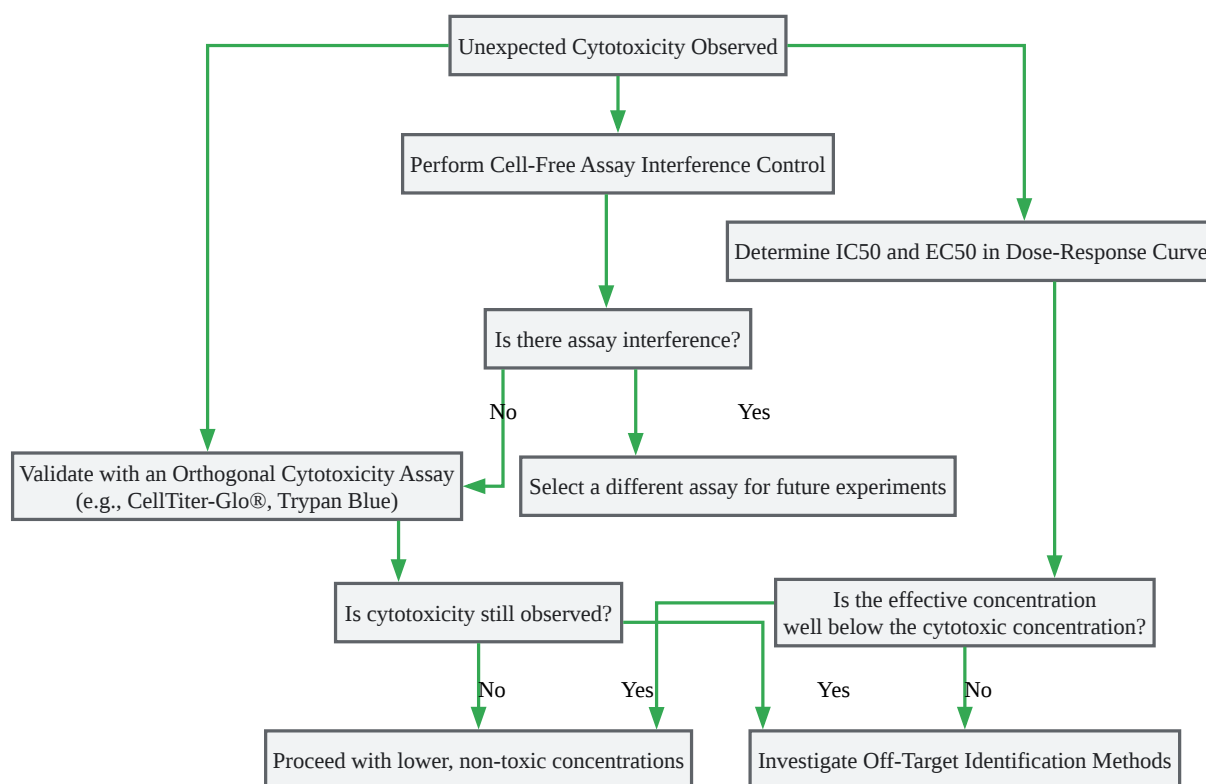 Unexpected Cytotoxicity Observed
Perform Cell-Free Assay Interference Control
Determine IC50 and EC50 in Dose-Response Curve
Is there assay interference?
No
Yes
Validate with an Orthogonal Cytotoxicity Assay
(e.g., CellTiter-Glo®, Trypan Blue)
Select a different assay for future experiments
Is cytotoxicity still observed?
Is the effective concentration
well below the cytotoxic concentration?
No
Yes
Yes
No
Proceed with lower, non-toxic concentrations
Investigate Off-Target Identification Methods